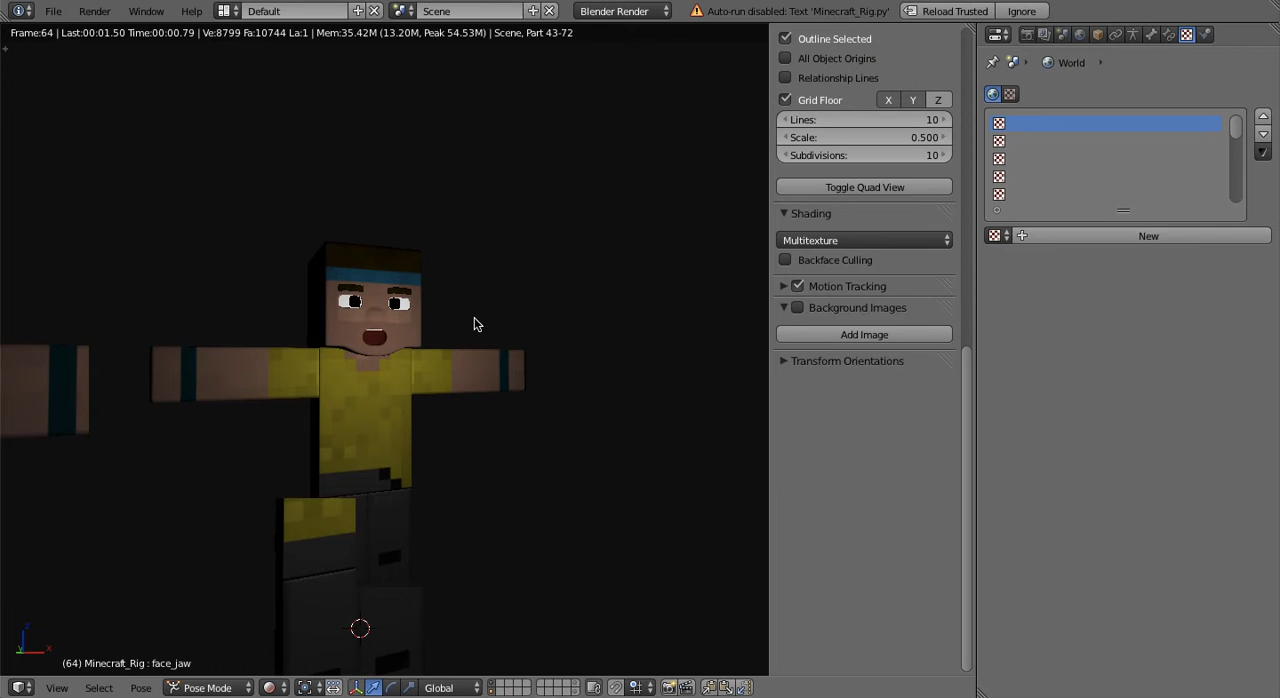 File Render Window Help Default Scene Blender Render Auto-run disabled: Text 'Minecraft_Rig.py' Reload Trusted Ignore
Frame:64 | Last:00:01.50 Time:00:00.79 | Ve:8799 Fa:10744 La:1 | Mem:35.42M (13.20M, Peak 54.53M) | Scene, Part 43-72
Outline Selected
All Object Origins
Relationship Lines
Grid Floor X Y Z
Lines: 10
Scale: 0.500
Subdivisions: 10
Toggle Quad View
Shading
Multitexture
Backface Culling
Motion Tracking
Background Images
Add Image
Transform Orientations
World
New
z
y x
(64) Minecraft_Rig : face_jaw
View Select Pose Pose Mode Global